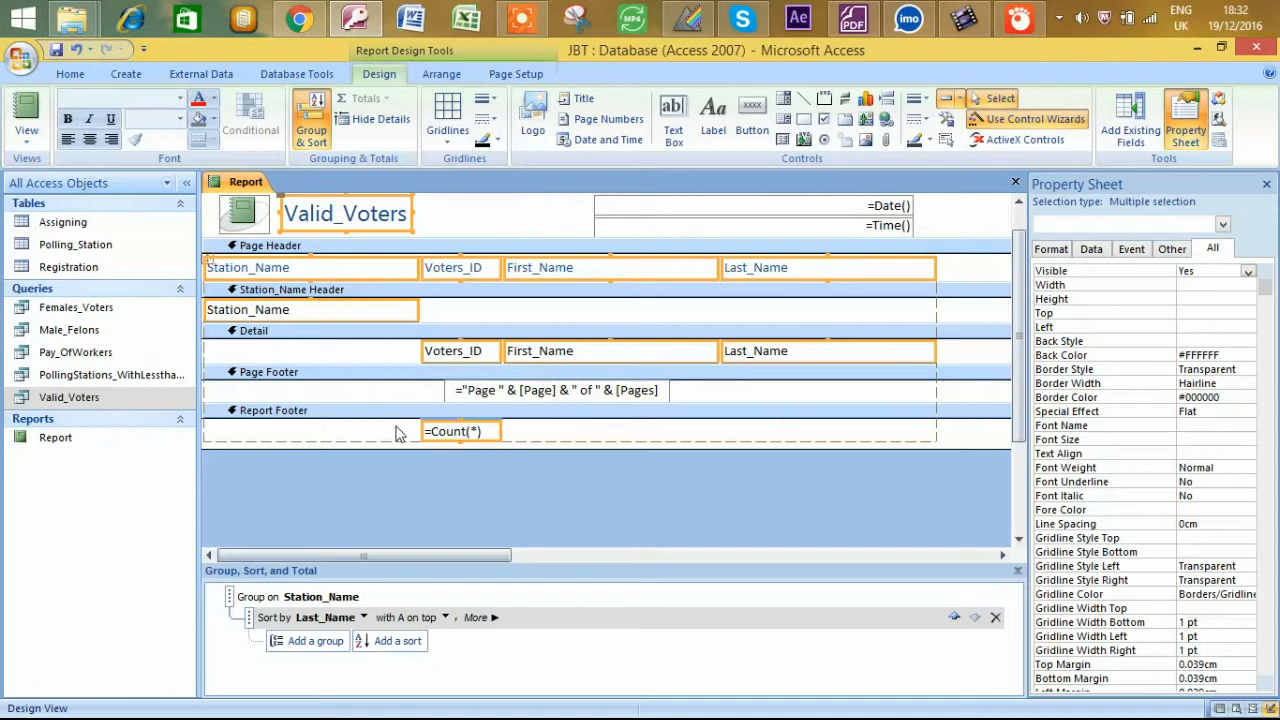 ENG
UK
18:32
19/12/2016
MP4
S
Ae
PDF
imo
Report Design Tools
JBT : Database (Access 2007) - Microsoft Access
Home
Create
External Data
Database Tools
Design
Arrange
Page Setup
View
Views
B I U
Conditional
Font
Group & Sort
Σ Totals
Hide Details
Grouping & Totals
Gridlines
Gridlines
Logo
Title
Page Numbers
Date and Time
ab|
Text Box
Aa
Label
xxxx
Button
Controls
Select
Use Control Wizards
ActiveX Controls
Add Existing Fields
Property Sheet
Tools
All Access Objects
Tables
Assigning
Polling_Station
Registration
Queries
Females_Voters
Male_Felons
Pay_OfWorkers
PollingStations_WithLesstha...
Valid_Voters
Reports
Report
Report
Valid_Voters
=Date()
=Time()
Page Header
Station_Name
Voters_ID
First_Name
Last_Name
Station_Name Header
Station_Name
Detail
Voters_ID
First_Name
Last_Name
Page Footer
="Page " & [Page] & " of " & [Pages]
Report Footer
=Count(*)
Group, Sort, and Total
Group on Station_Name
Sort by Last_Name with A on top , More
Add a group
Add a sort
Property Sheet
Selection type: Multiple selection
Format
Data
Event
Other
All
Visible Yes
Width
Height
Top
Left
Back Style
Back Color #FFFFFF
Border Style Transparent
Border Width Hairline
Border Color #000000
Special Effect Flat
Font Name
Font Size
Text Align
Font Weight Normal
Font Underline No
Font Italic No
Fore Color
Line Spacing 0cm
Gridline Style Top
Gridline Style Bottom
Gridline Style Left Transparent
Gridline Style Right Transparent
Gridline Color Borders/Gridline
Gridline Width Top
Gridline Width Bottom 1 pt
Gridline Width Left 1 pt
Gridline Width Right 1 pt
Top Margin 0.039cm
Bottom Margin 0.039cm
Design View